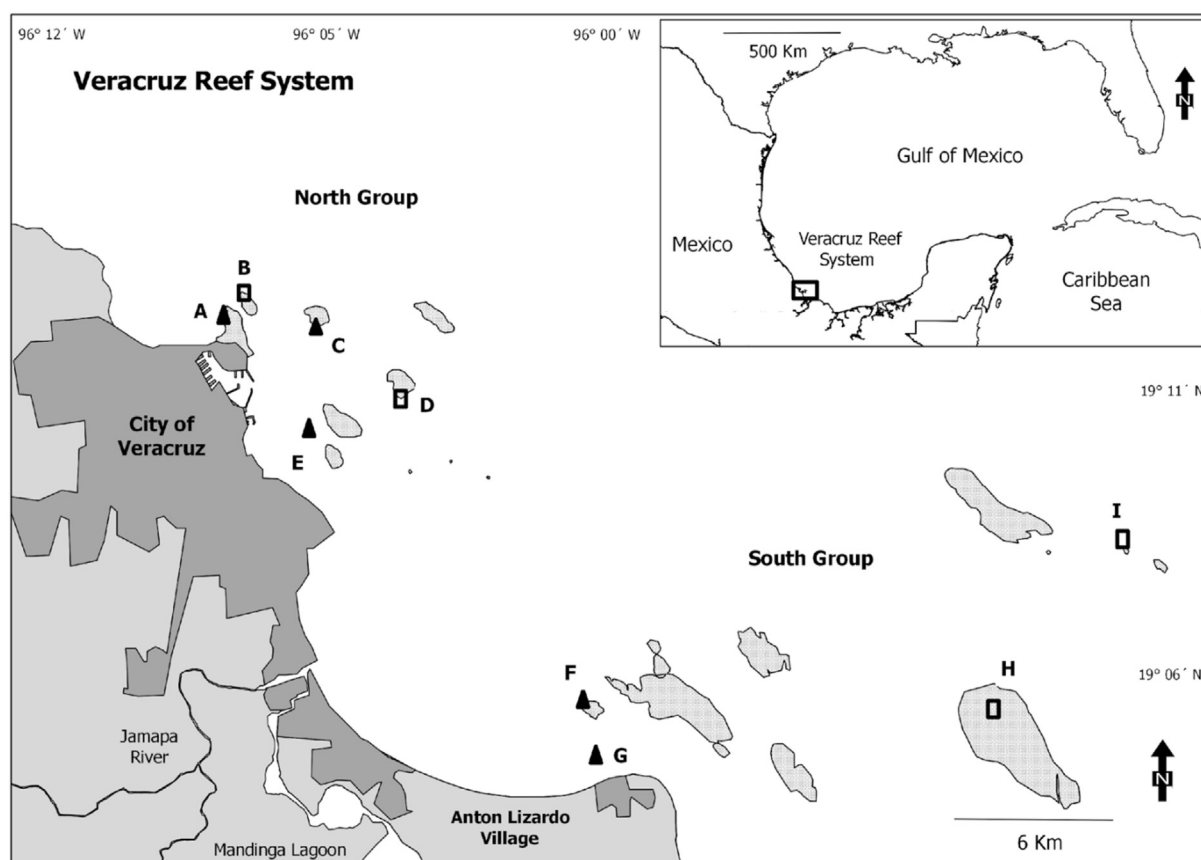 96° 12´ W
96° 05´ W
96° 00´ W
Veracruz Reef System
500 Km
N
Gulf of Mexico
North Group
Mexico
Veracruz Reef
System
Caribbean
Sea
B
A
C
19° 11´ N
D
City of
Veracruz
E
I
South Group
19° 06´ N
F
H
Jamapa
River
G
N
Anton Lizardo
Village
6 Km
Mandinga Lagoon